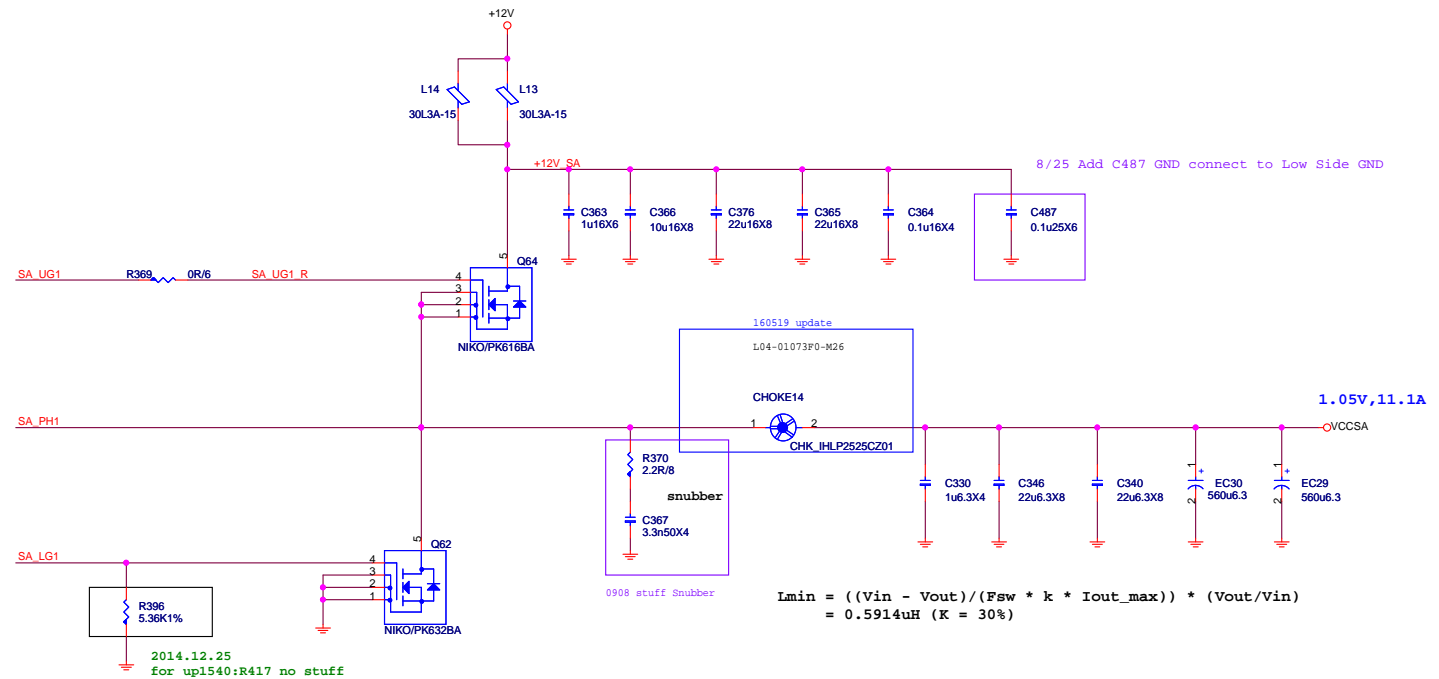 +12V
L14
L13
30L3A-15
30L3A-15
+12V_SA
8/25 Add C487 GND connect to Low Side GND
C363
1u16X6
C366
10u16X8
C376
22u16X8
C365
22u16X8
C364
0.1u16X4
C487
0.1u25X6
5
Q64
SA_UG1
R369
0R/6
SA_UG1_R
4
3
2
1
NIKO/PK616BA
160519 update
L04-01073F0-M26
CHOKE14
1
2
CHK_IHLP2525CZ01
1.05V,11.1A
SA_PH1
VCCSA
R370
2.2R/8
snubber
C367
3.3n50X4
0908 stuff Snubber
C330
1u6.3X4
C346
22u6.3X8
C340
22u6.3X8
1
+
EC30
560u6.3
2
1
+
EC29
560u6.3
2
5
Q62
SA_LG1
4
3
2
1
NIKO/PK632BA
R396
5.36K1%
2014.12.25
for up1540:R417 no stuff
Lmin = ((Vin - Vout)/(Fsw * k * Iout_max)) * (Vout/Vin)
= 0.5914uH (K = 30%)